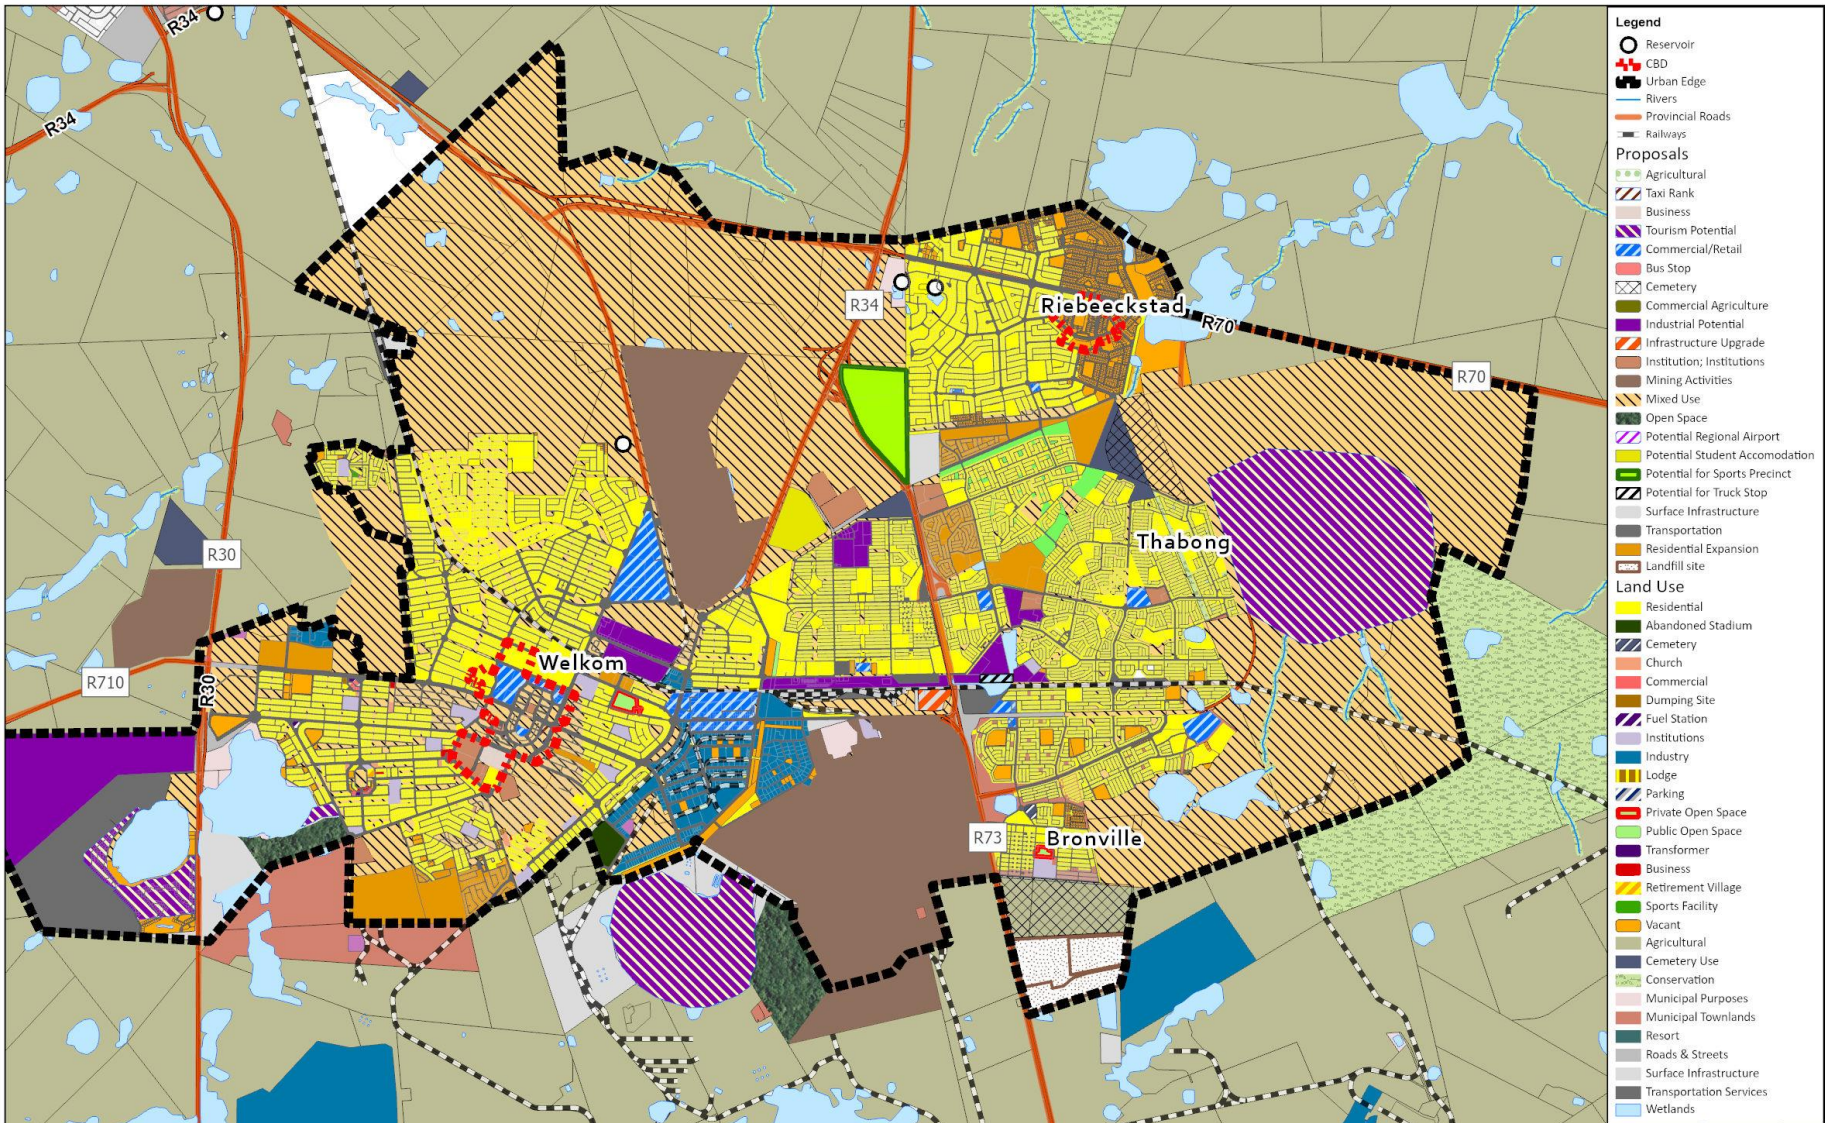 R34
R34
R34
Riebeeckstad
R70
R70
R30
Thabong
Welkom
R710
R30
R73
Bronville
Legend
Reservoir
CBD
Urban Edge
Rivers
Provincial Roads
Railways
Proposals
Agricultural
Taxi Rank
Business
Tourism Potential
Commercial/Retail
Bus Stop
Cemetery
Commercial Agriculture
Industrial Potential
Infrastructure Upgrade
Institution; Institutions
Mining Activities
Mixed Use
Open Space
Potential Regional Airport
Potential Student Accomodation
Potential for Sports Precinct
Potential for Truck Stop
Surface Infrastructure
Transportation
Residential Expansion
Landfill site
Land Use
Residential
Abandoned Stadium
Cemetery
Church
Commercial
Dumping Site
Fuel Station
Institutions
Industry
Lodge
Parking
Private Open Space
Public Open Space
Transformer
Business
Retirement Village
Sports Facility
Vacant
Agricultural
Cemetery Use
Conservation
Municipal Purposes
Municipal Townlands
Resort
Roads & Streets
Surface Infrastructure
Transportation Services
Wetlands